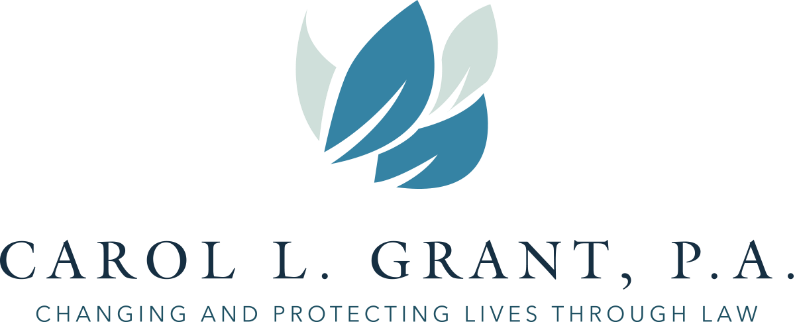 CAROL L. GRANT, P.A.
CHANGING AND PROTECTING LIVES THROUGH LAW